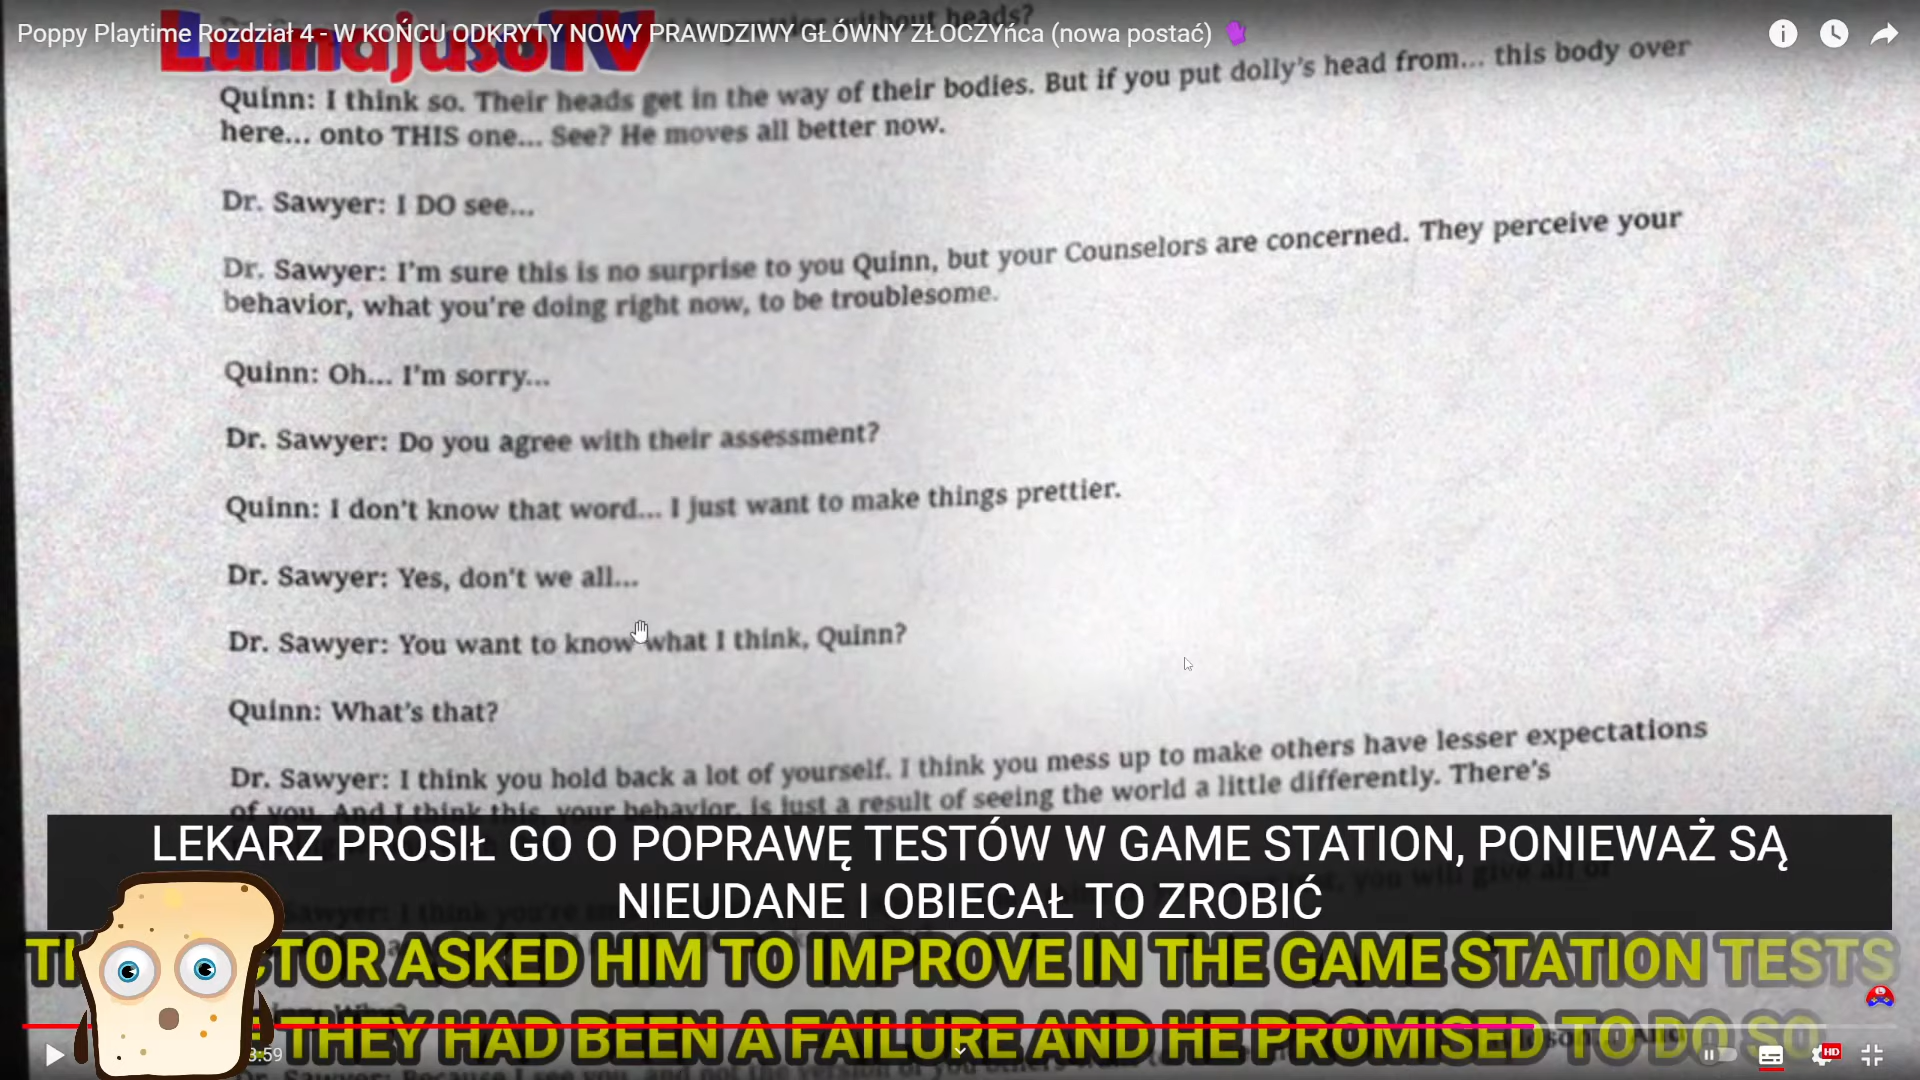 Poppy Playtime Rozdział 4 - W KOŃCU ODKRYTY NOWY PRAWDZIWY GŁÓWNY ZŁOCZYńca (nowa postać)
without heads?
LumajusoTV
Quinn: I think so. Their heads get in the way of their bodies. But if you put dolly's head from... this body over
here... onto THIS one... See? He moves all better now.
Dr. Sawyer: I DO see...
Dr. Sawyer: I'm sure this is no surprise to you Quinn, but your Counselors are concerned. They perceive your
behavior, what you're doing right now, to be troublesome.
Quinn: Oh... I'm sorry...
Dr. Sawyer: Do you agree with their assessment?
Quinn: I don't know that word... I just want to make things prettier.
Dr. Sawyer: Yes, don't we all...
Dr. Sawyer: You want to know what I think, Quinn?
Quinn: What's that?
Dr. Sawyer: I think you hold back a lot of yourself. I think you mess up to make others have lesser expectations
of you. And I think this, your behavior, is just a result of seeing the world a little differently. There's
LEKARZ PROSIŁ GO O POPRAWĘ TESTÓW W GAME STATION, PONIEWAŻ SĄ
NIEUDANE I OBIECAŁ TO ZROBIĆ
you will give all of
ASKED HIM TO IMPROVE IN THE GAME STATION TESTS
THEY HAD BEEN A FAILURE AND HE PROMISED TO DO SO
:59
HD